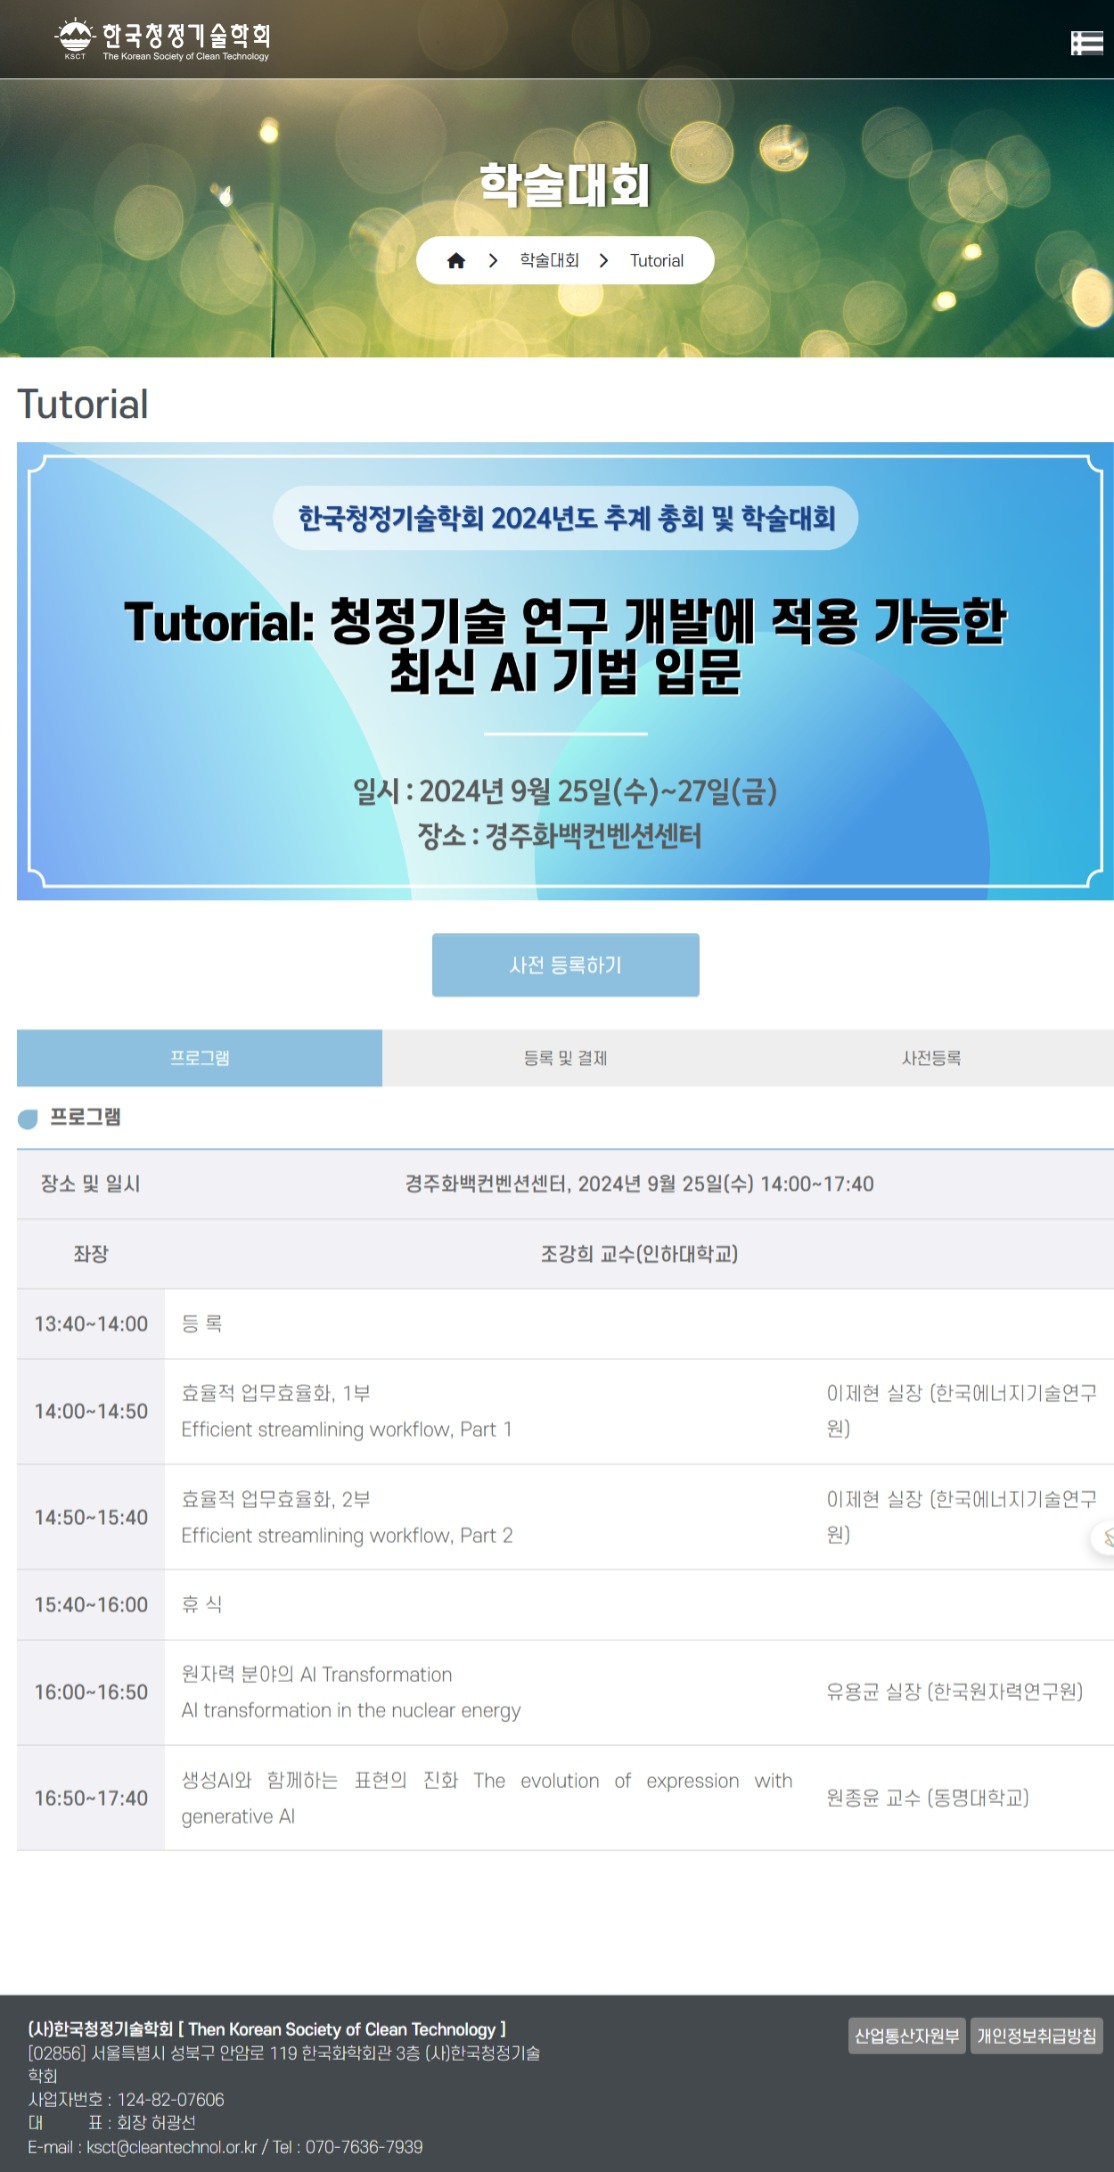 한국청정기술학회
KSCT
The Korean Society of Clean Technology
학술대회
학술대회
Tutorial
Tutorial
한국청정기술학회 2024년도 추계 총회 및 학술대회
Tutorial: 청정기술 연구 개발에 적용 가능한
최신 AI 기법 입문
일시 : 2024년 9월 25일(수)~27일(금)
장소 : 경주화백컨벤션센터
사전 등록하기
프로그램
등록 및 결제
사전등록
프로그램
장소 및 일시
경주화백컨벤션센터, 2024년 9월 25일(수) 14:00~17:40
좌장
조강희 교수(인하대학교)
13:40~14:00
등 록
14:00~14:50
효율적 업무효율화, 1부
Efficient streamlining workflow, Part 1
이제현 실장 (한국에너지기술연구
원)
14:50~15:40
효율적 업무효율화, 2부
Efficient streamlining workflow, Part 2
이제현 실장 (한국에너지기술연구
원)
15:40~16:00
휴 식
16:00~16:50
원자력 분야의 AI Transformation
AI transformation in the nuclear energy
유용균 실장 (한국원자력연구원)
16:50~17:40
생성AI와 함께하는 표현의 진화 The evolution of expression with
generative AI
원종윤 교수 (동명대학교)
(사)한국청정기술학회 [ Then Korean Society of Clean Technology ]
[02856] 서울특별시 성북구 안암로 119 한국화학회관 3층 (사)한국청정기술
학회
사업자번호 : 124-82-07606
대 표 : 회장 허광선
E-mail : ksct@cleantechnol.or.kr / Tel : 070-7636-7939
산업통산자원부
개인정보취급방침